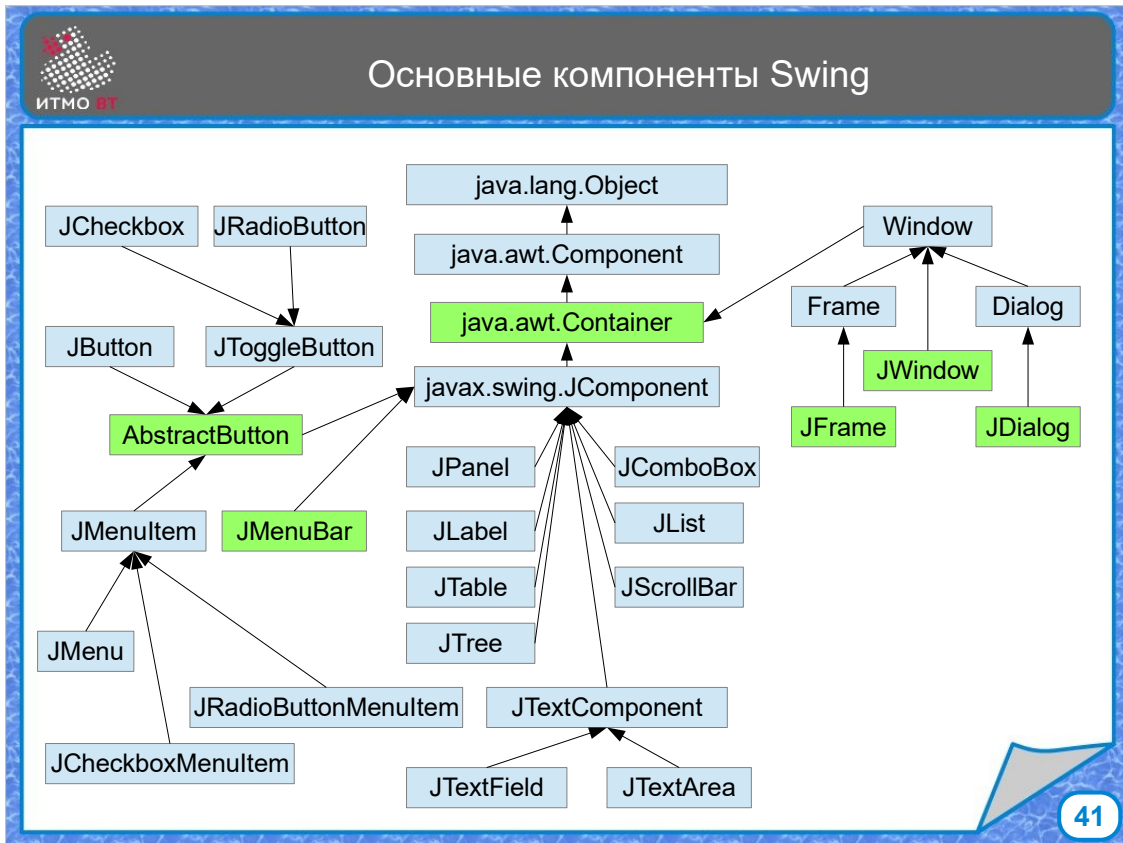 ИТМО ВТ
Основные компоненты Swing
java.lang.Object
JCheckbox
JRadioButton
Window
java.awt.Component
Frame
Dialog
java.awt.Container
JButton
JToggleButton
JWindow
javax.swing.JComponent
AbstractButton
JFrame
JDialog
JPanel
JComboBox
JMenuItem
JMenuBar
JLabel
JList
JTable
JScrollBar
JMenu
JTree
JRadioButtonMenuItem
JTextComponent
JCheckboxMenuItem
JTextField
JTextArea
41